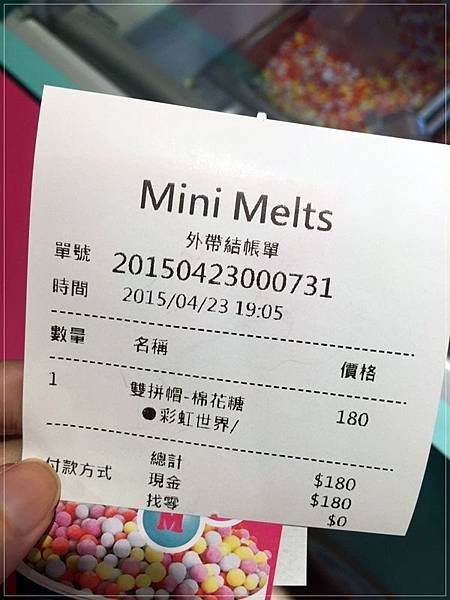 Mini Melts
外帶結帳單
單號 20150423000731
時間 2015/04/23 19:05
數量 名稱 價格
1 雙拼帽-棉花糖 180
●彩虹世界/
總計 $180
付款方式 現金 $180
找零 $0
M